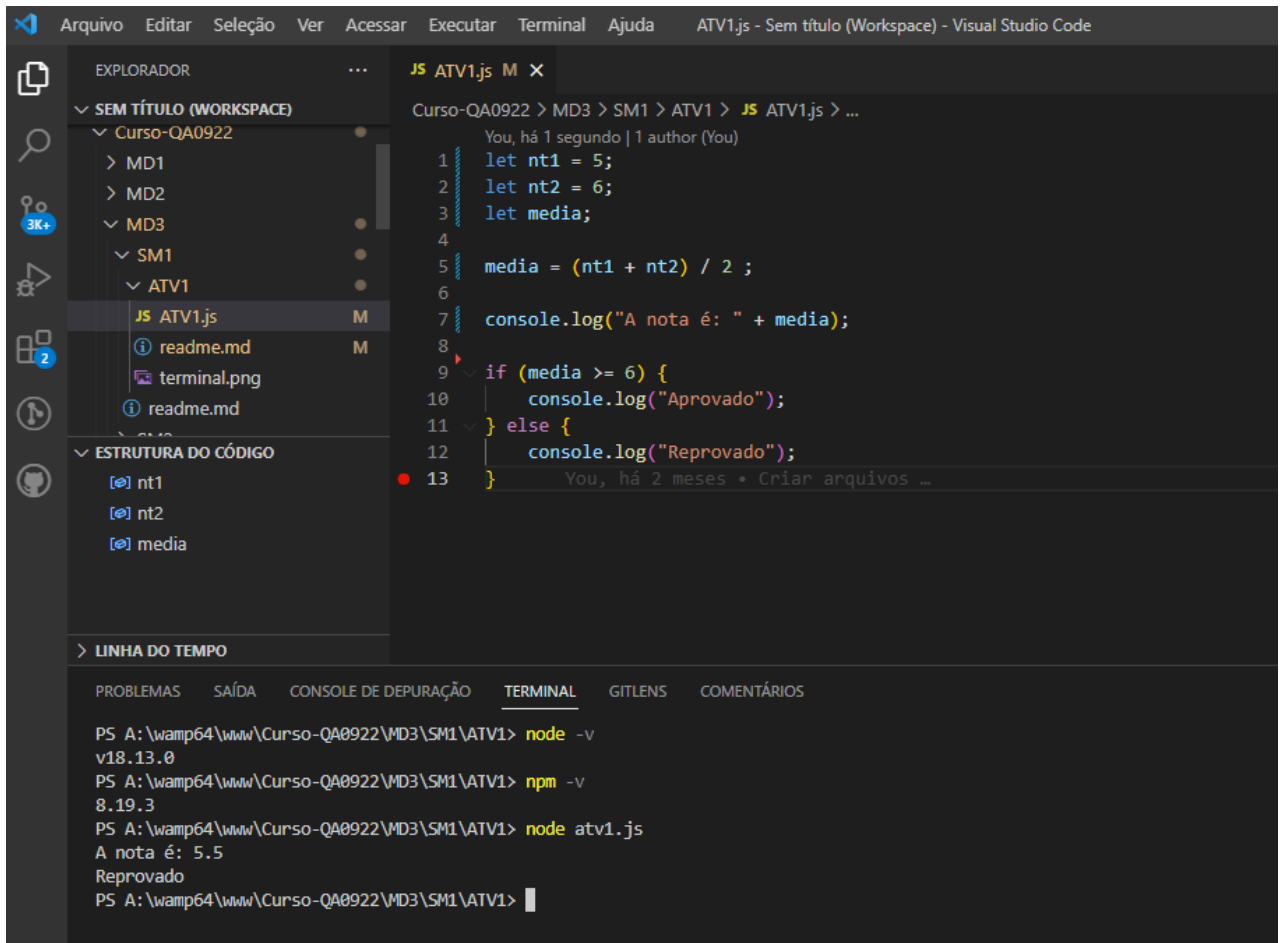 Arquivo Editar Seleção Ver Acessar Executar Terminal Ajuda ATV1.js - Sem título (Workspace) - Visual Studio Code
EXPLORADOR ...
SEM TÍTULO (WORKSPACE)
Curso-QA0922
MD1
MD2
3K+
MD3
SM1
ATV1
JS ATV1.js M
readme.md M
2
terminal.png
readme.md
ESTRUTURA DO CÓDIGO
nt1
nt2
media
LINHA DO TEMPO
JS ATV1.js M
Curso-QA0922 > MD3 > SM1 > ATV1 > JS ATV1.js > ...
You, há 1 segundo | 1 author (You)
1 let nt1 = 5;
2 let nt2 = 6;
3 let media;
4
5 media = (nt1 + nt2) / 2 ;
6
7 console.log("A nota é: " + media);
8
9 if (media >= 6) {
10 console.log("Aprovado");
11 } else {
12 console.log("Reprovado");
13 } You, há 2 meses • Criar arquivos …
PROBLEMAS SAÍDA CONSOLE DE DEPURAÇÃO TERMINAL GITLENS COMENTÁRIOS
PS A:\wamp64\www\Curso-QA0922\MD3\SM1\ATV1> node -v
v18.13.0
PS A:\wamp64\www\Curso-QA0922\MD3\SM1\ATV1> npm -v
8.19.3
PS A:\wamp64\www\Curso-QA0922\MD3\SM1\ATV1> node atv1.js
A nota é: 5.5
Reprovado
PS A:\wamp64\www\Curso-QA0922\MD3\SM1\ATV1>